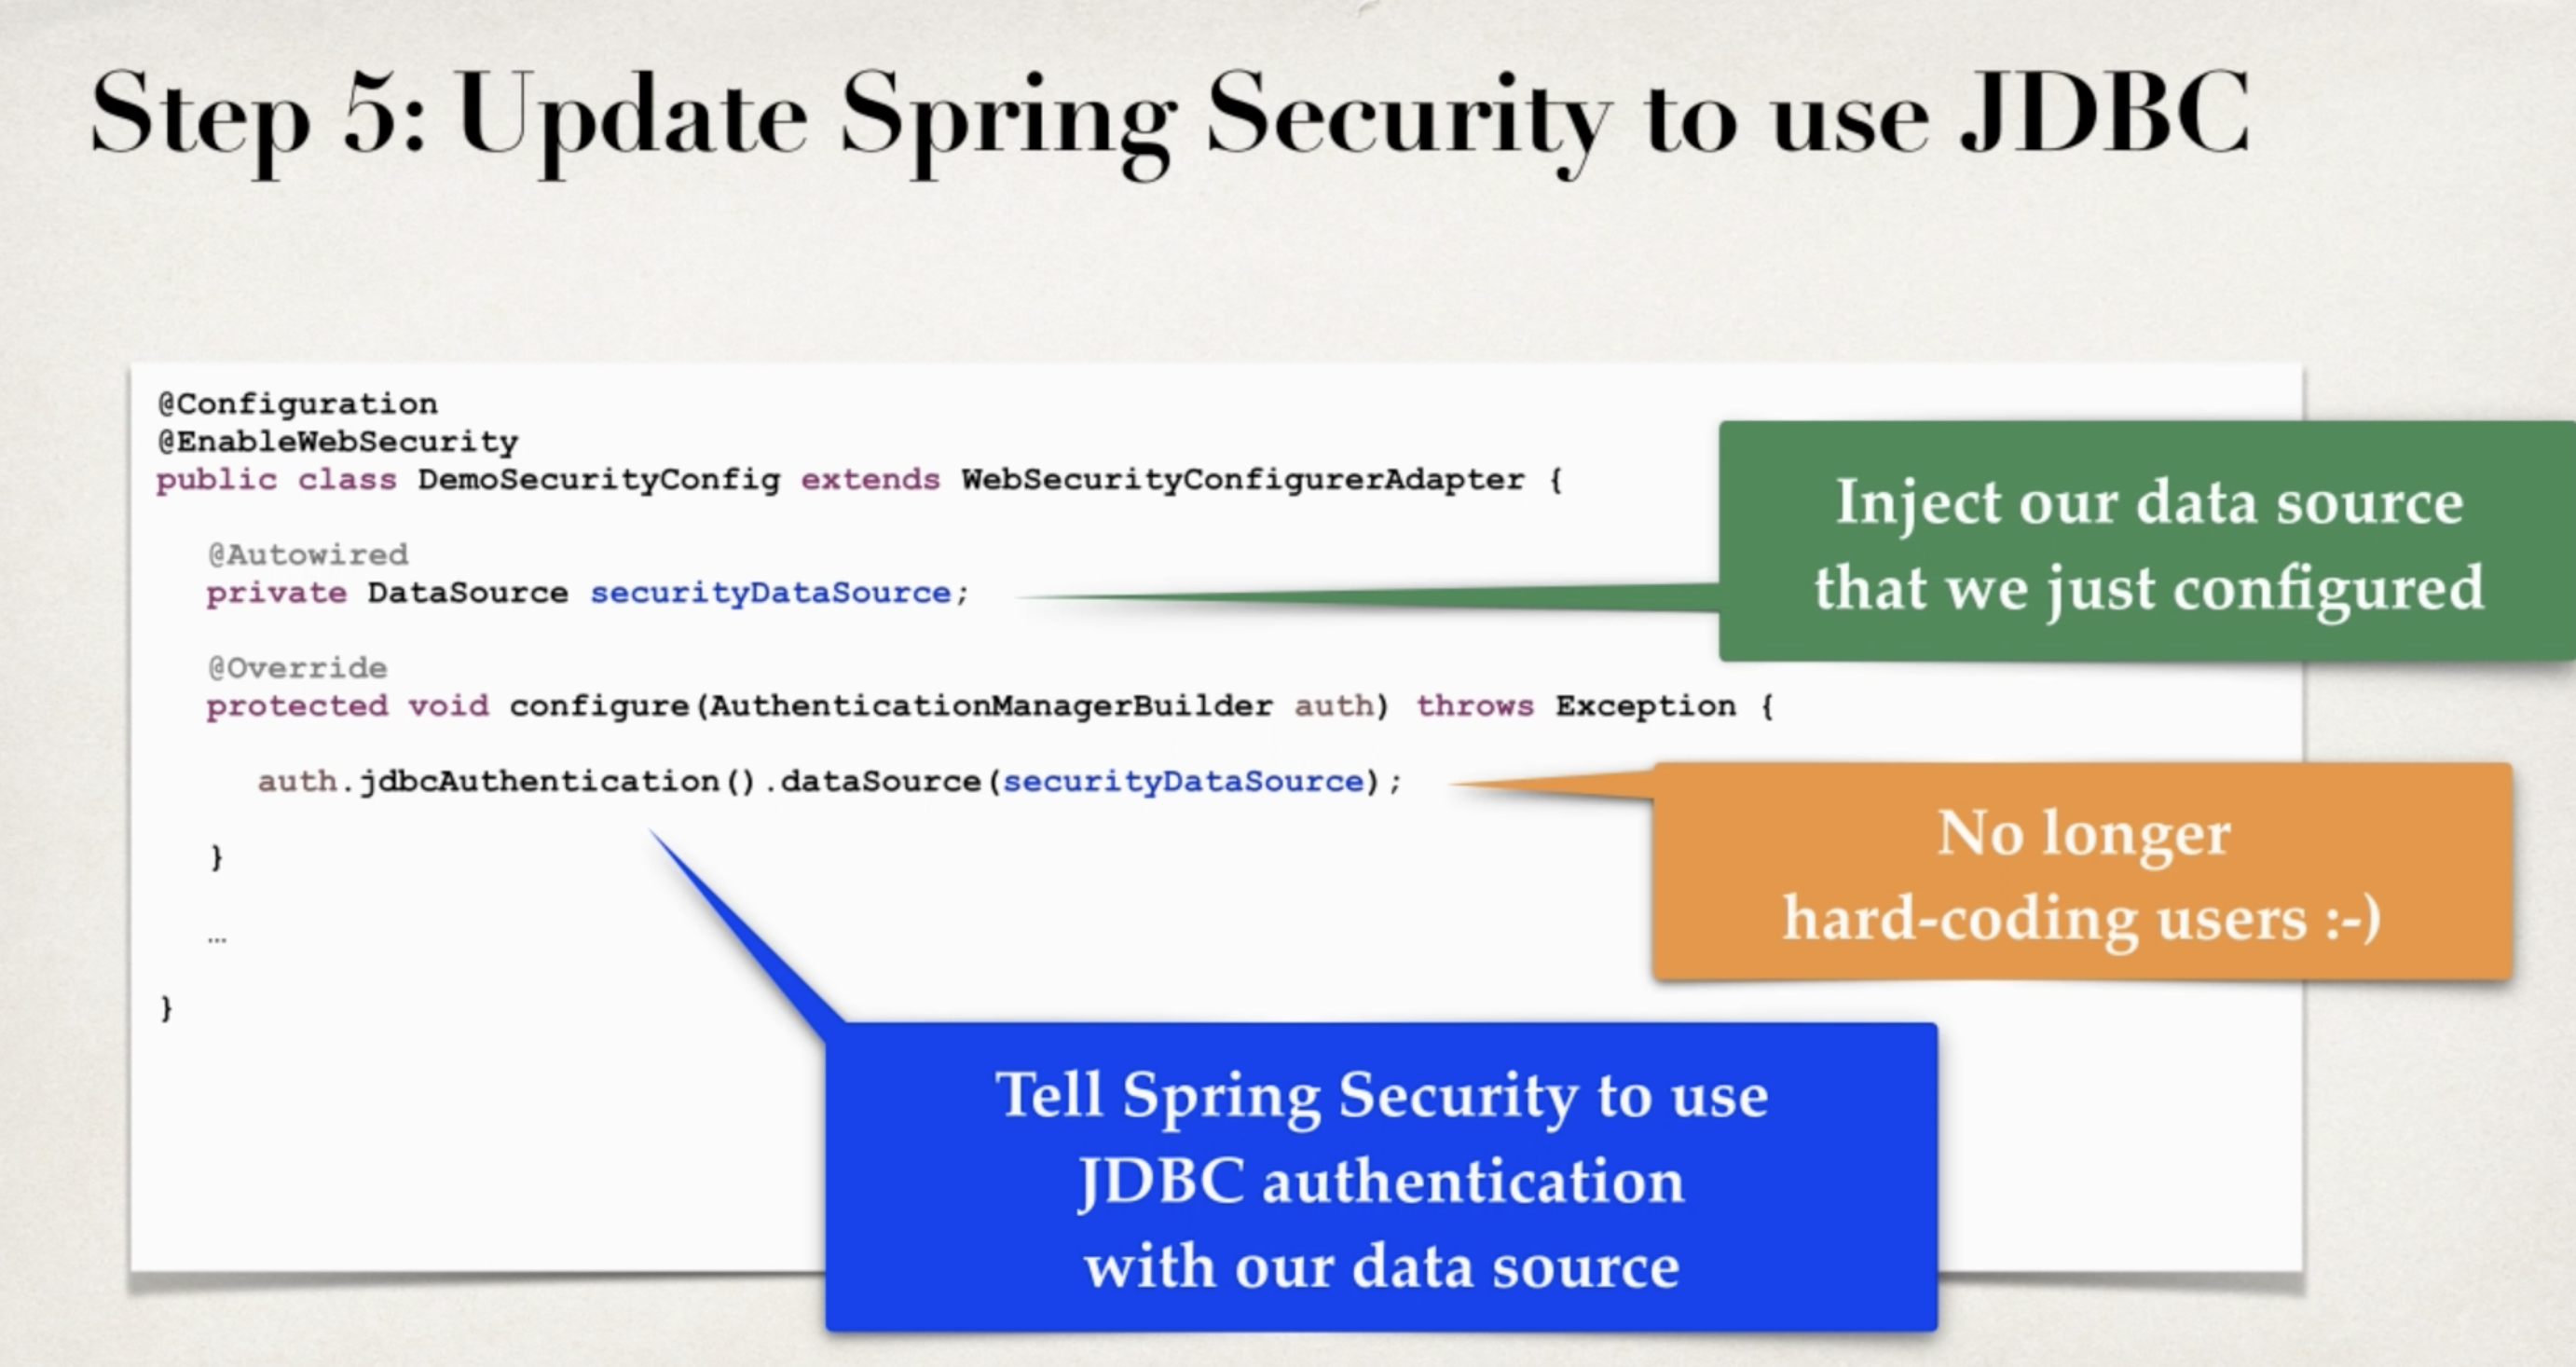 Step 5: Update Spring Security to use JDBC
@Configuration
@EnableWebSecurity
public class DemoSecurityConfig extends WebSecurityConfigurerAdapter {
@Autowired
private DataSource securityDataSource;
@Override
protected void configure(AuthenticationManagerBuilder auth) throws Exception {
auth.jdbcAuthentication().dataSource(securityDataSource);
}
…
}
Inject our data source
that we just configured
No longer
hard-coding users :-)
Tell Spring Security to use
JDBC authentication
with our data source